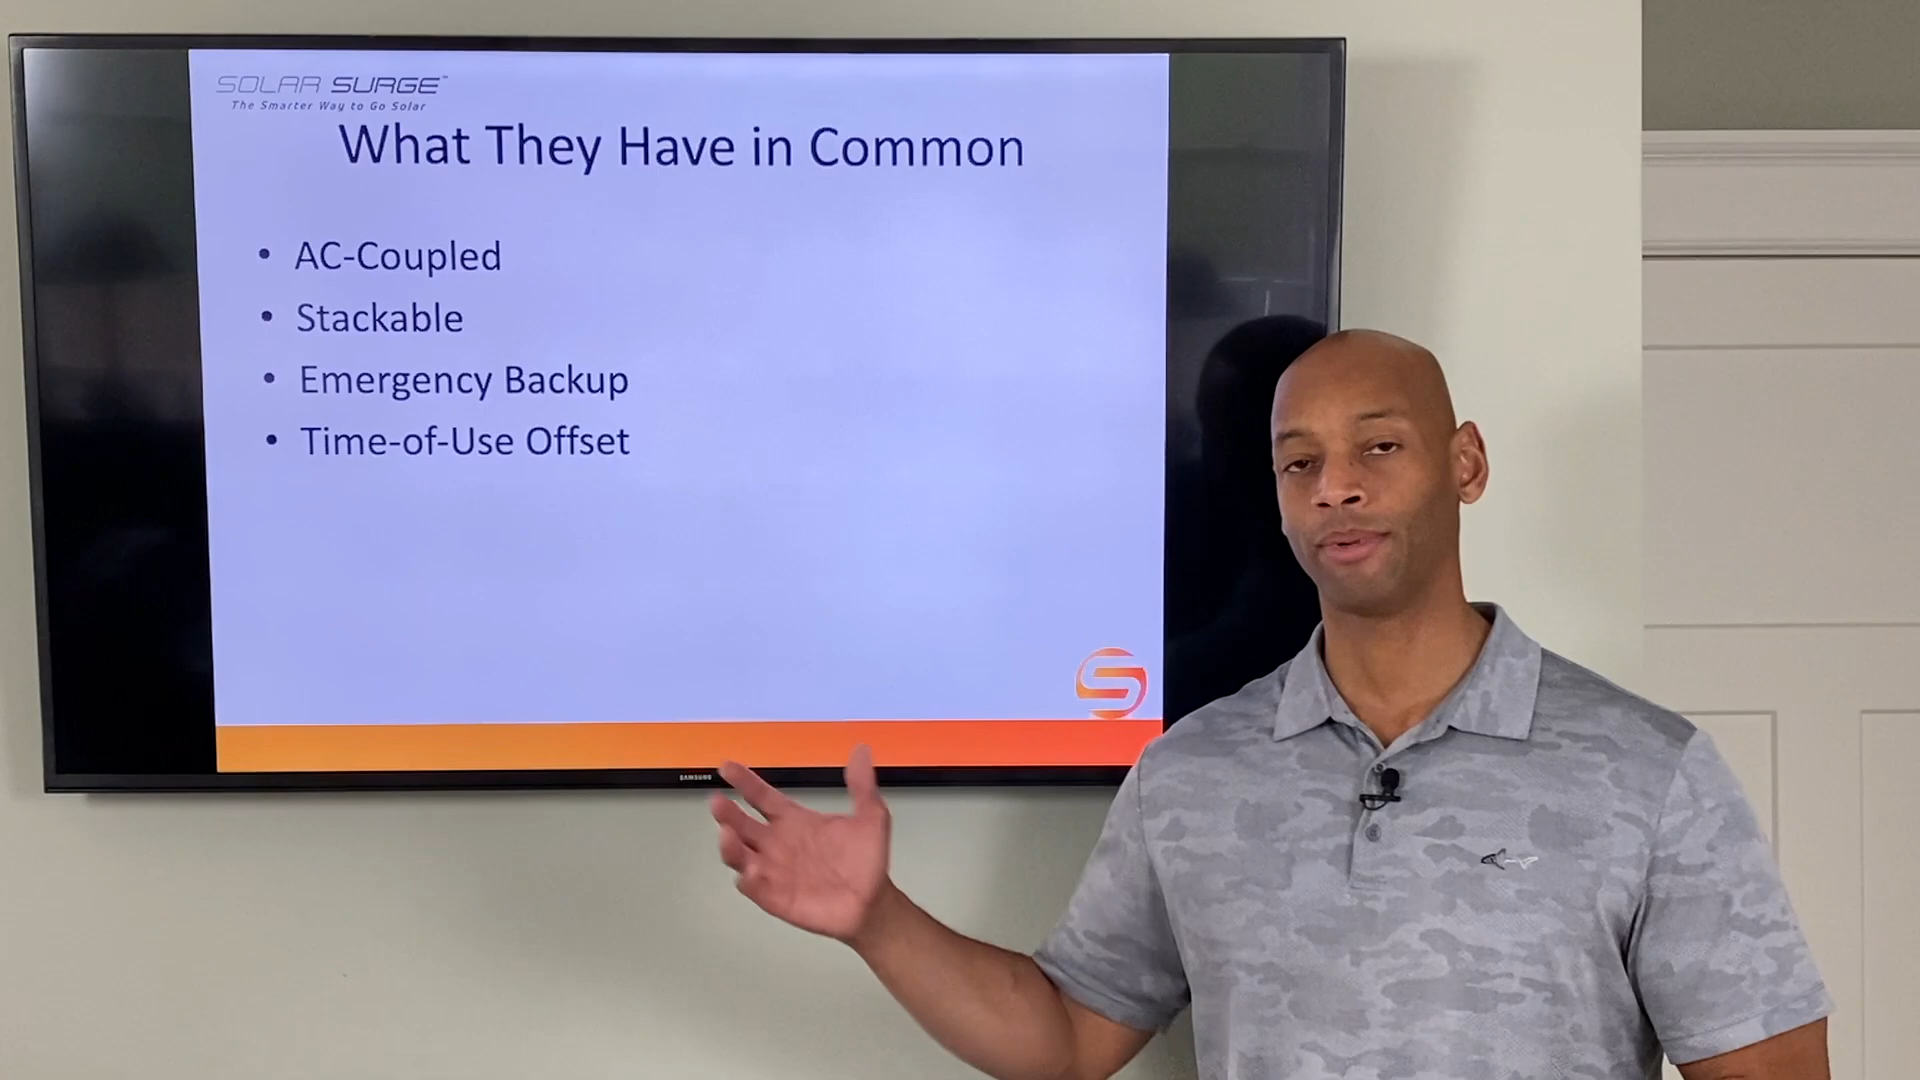 SOLAR SURGE™
The Smarter Way to Go Solar
What They Have in Common
• AC-Coupled
• Stackable
• Emergency Backup
• Time-of-Use Offset
S
SAMSUNG